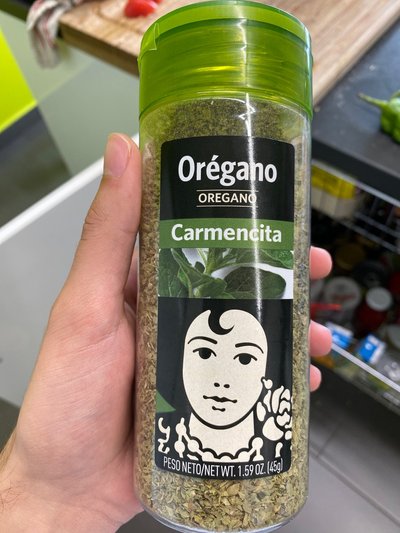 Orégano
OREGANO
Carmencita
PESO NETO/NET WT. 1.59 OZ. (45g)